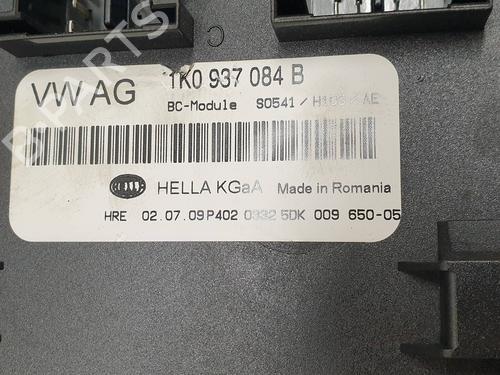 VW AG 1K0 937 084 B
BC-Module S0541 /
HELLA KGaA Made in Romania
HRE 02.07.09 P402 0332 5DK 009 650-05
B-PARTS